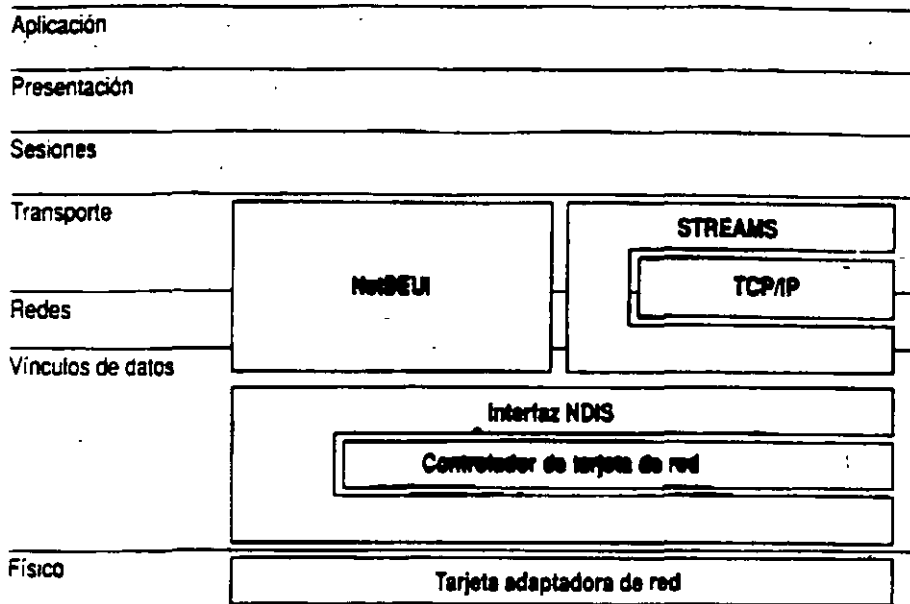 Aplicación
Presentación
Sesiones
Transporte
STREAMS
NetBEUI
TCP/IP
Redes
Vínculos de datos
Interfaz NDIS
Controlador de tarjeta de red
Físico
Tarjeta adaptadora de red